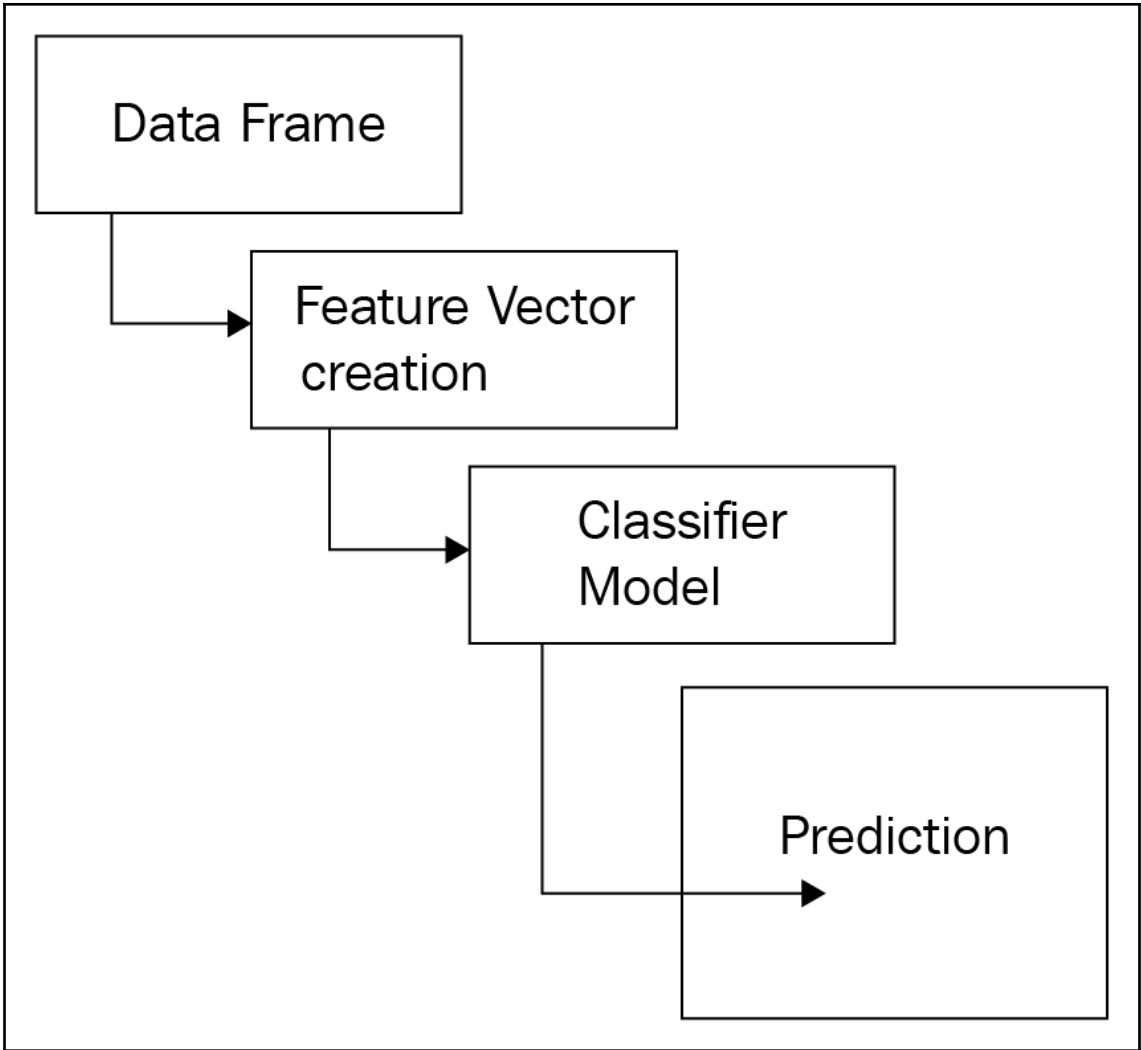 Data Frame
Feature Vector
creation
Classifier
Model
Prediction